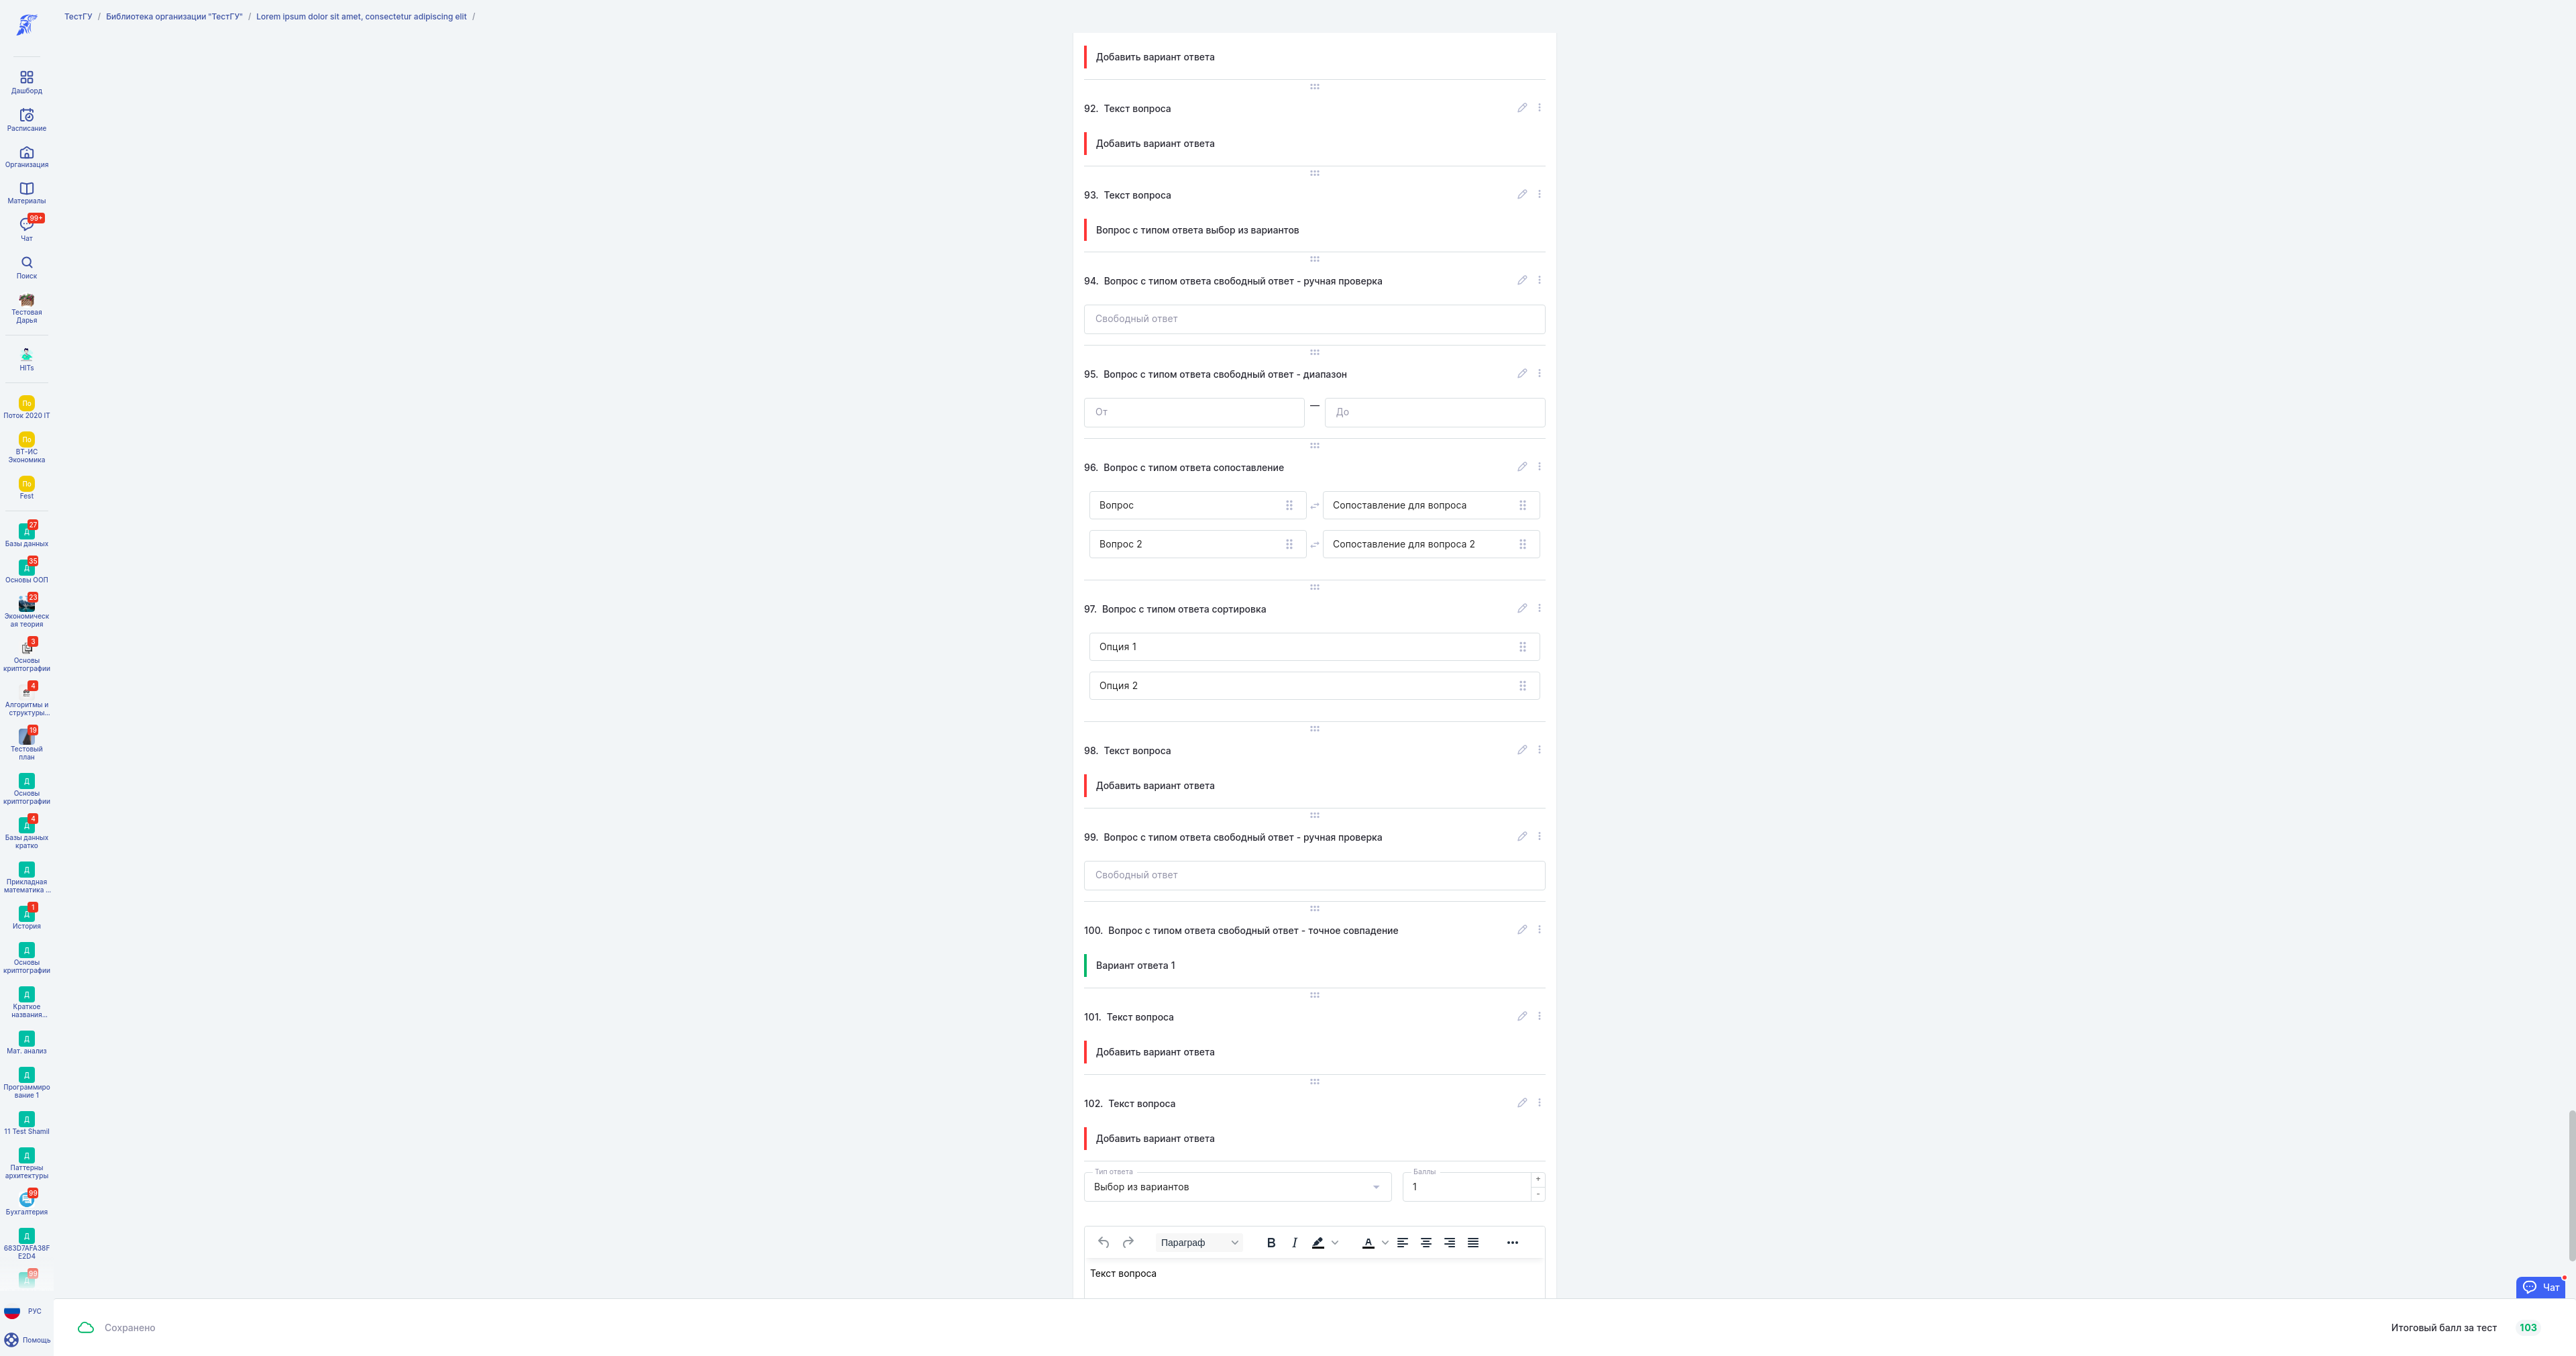 ТестГУ / Библиотека организации "ТестГУ" / Lorem ipsum dolor sit amet, consectetur adipiscing elit /
Дашборд
Расписание
Организация
Материалы
99+
Чат
Поиск
Тестовая
Дарья
HITs
По
Поток 2020 IT
По
ВТ-ИС
Экономика
По
Fest
27
Д
Базы данных
35
Д
Основы ООП
23
Экономическ
ая теория
3
Основы
криптографии
4
Алгоритмы и
структуры...
19
Тестовый
план
Д
Основы
криптографии
4
Д
Базы данных
кратко
Д
Прикладная
математика ...
1
Д
История
Д
Основы
криптографии
Д
Краткое
названия...
Д
Мат. анализ
Д
Программиро
вание 1
Д
11 Test Shamil
Д
Паттерны
архитектуры
99
Бухгалтерия
Д
683D7AFA38F
E2D4
99
Д
РУС
Помощь
Добавить вариант ответа
92. Текст вопроса
Добавить вариант ответа
93. Текст вопроса
Вопрос с типом ответа выбор из вариантов
94. Вопрос с типом ответа свободный ответ - ручная проверка
Свободный ответ
95. Вопрос с типом ответа свободный ответ - диапазон
От — До
96. Вопрос с типом ответа сопоставление
Вопрос Сопоставление для вопроса
Вопрос 2 Сопоставление для вопроса 2
97. Вопрос с типом ответа сортировка
Опция 1
Опция 2
98. Текст вопроса
Добавить вариант ответа
99. Вопрос с типом ответа свободный ответ - ручная проверка
Свободный ответ
100. Вопрос с типом ответа свободный ответ - точное совпадение
Вариант ответа 1
101. Текст вопроса
Добавить вариант ответа
102. Текст вопроса
Добавить вариант ответа
Тип ответа Баллы
Выбор из вариантов 1 + -
Параграф B I A
Текст вопроса
Чат
Сохранено Итоговый балл за тест 103